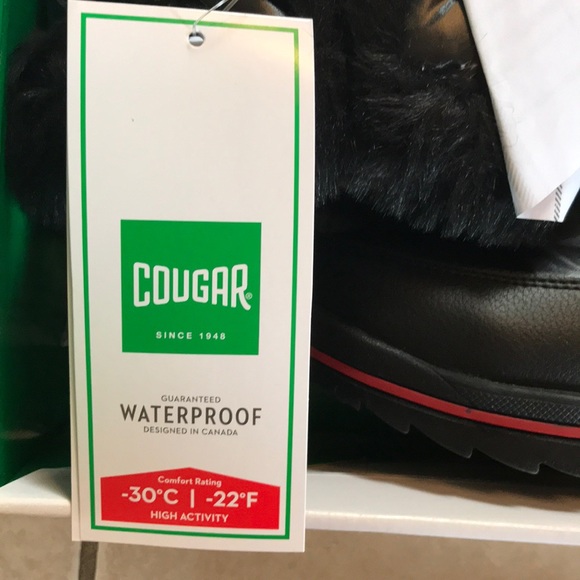 COUGAR®
SINCE 1948
GUARANTEED
WATERPROOF
DESIGNED IN CANADA
Comfort Rating
-30°C | -22°F
HIGH ACTIVITY